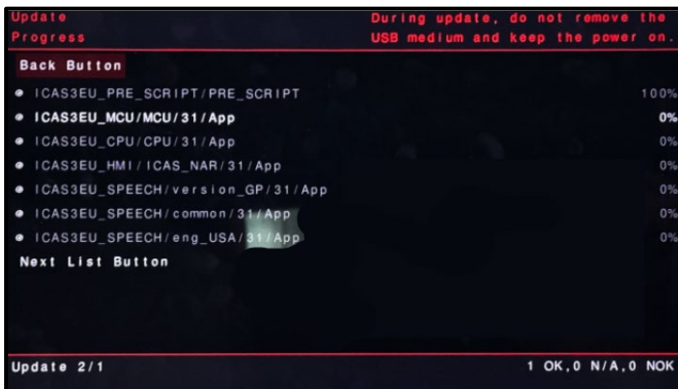 Update
Progress
During update, do not remove the
USB medium and keep the power on.
Back Button
ICAS3EU_PRE_SCRIPT/PRE_SCRIPT 100%
ICAS3EU_MCU/MCU/31/App 0%
ICAS3EU_CPU/CPU/31/App 0%
ICAS3EU_HMI/ICAS_NAR/31/App 0%
ICAS3EU_SPEECH/version_GP/31/App 0%
ICAS3EU_SPEECH/common/31/App 0%
ICAS3EU_SPEECH/eng_USA/31/App 0%
Next List Button
Update 2/1 1 OK,0 N/A,0 NOK